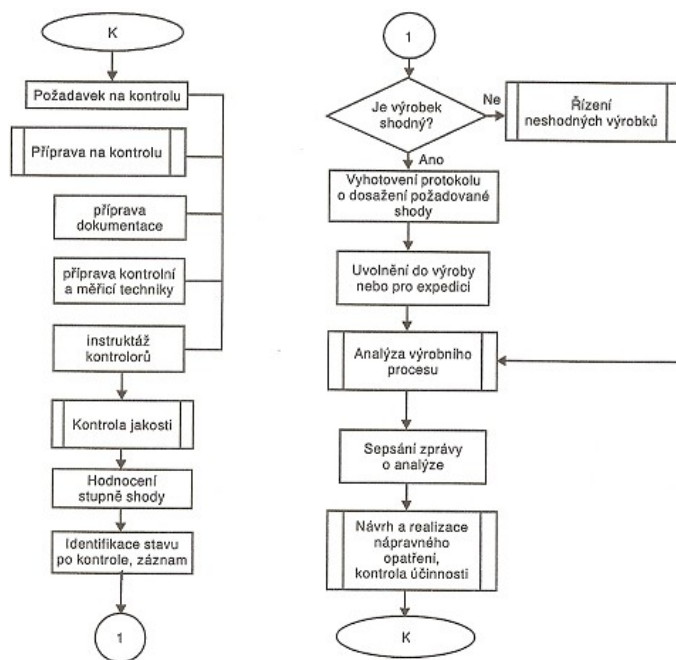 K
Požadavek na kontrolu
Příprava na kontrolu
příprava
dokumentace
příprava kontrolní
a měřicí techniky
instruktáž
kontrolorů
Kontrola jakosti
Hodnocení
stupně shody
Identifikace stavu
po kontrole, záznam
1
1
Je výrobek
shodný?
Ne
Řízení
neshodných výrobků
Ano
Vyhotovení protokolu
o dosažení požadované
shody
Uvolnění do výroby
nebo pro expedici
Analýza výrobního
procesu
Sepsání zprávy
o analýze
Návrh a realizace
nápravného
opatření,
kontrola účinnosti
K